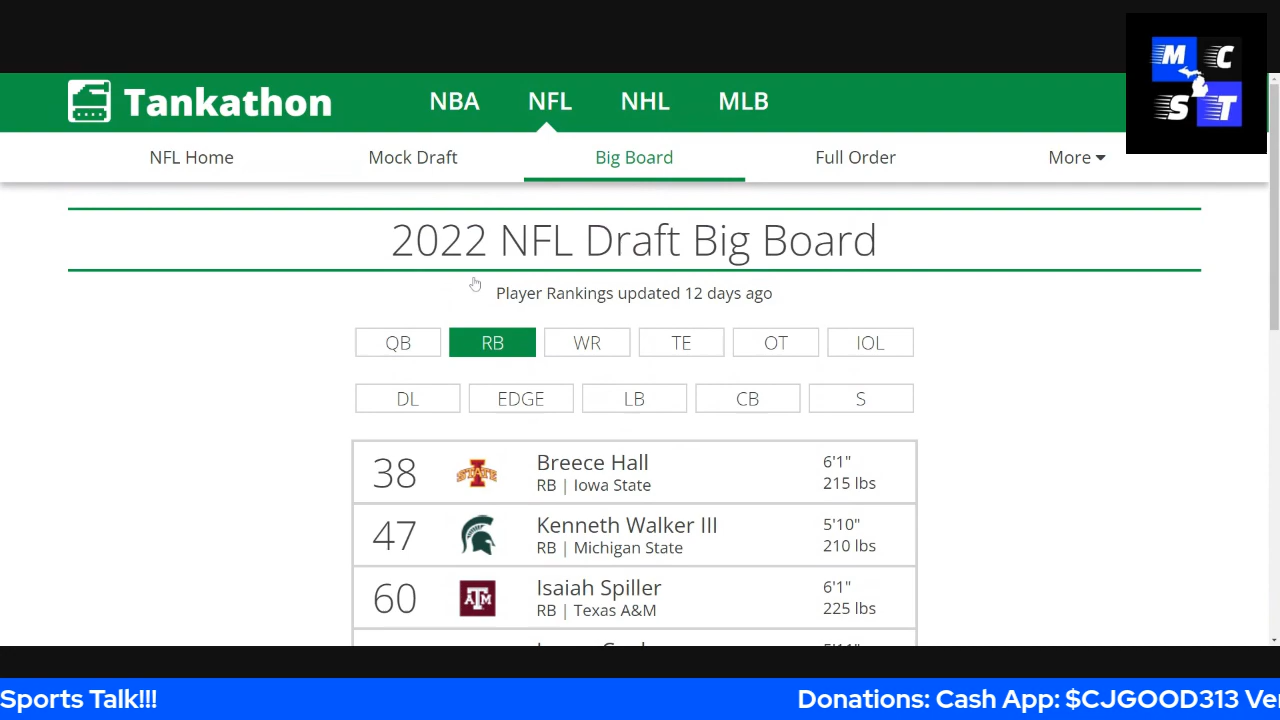 M C
S T
Tankathon
NBA NFL NHL MLB
NFL Home Mock Draft Big Board Full Order More
2022 NFL Draft Big Board
Player Rankings updated 12 days ago
QB RB WR TE OT IOL
DL EDGE LB CB S
38 STATE Breece Hall 6'1"
RB | Iowa State 215 lbs
47 Kenneth Walker III 5'10"
RB | Michigan State 210 lbs
60 ATM Isaiah Spiller 6'1"
RB | Texas A&M 225 lbs
Sports Talk!!! Donations: Cash App: $CJGOOD313